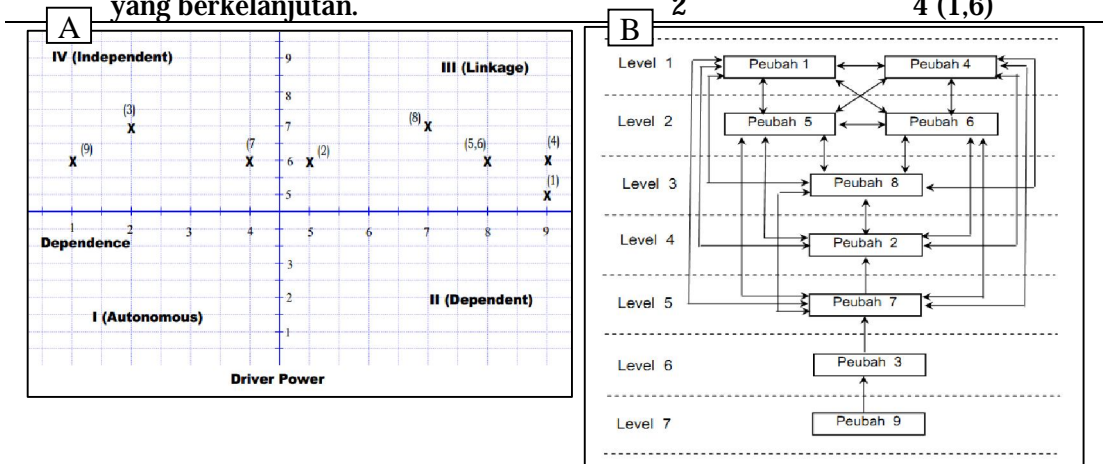 yang berkelanjutan. 2 4 (1,6)
A
IV (Independent)
III (Linkage)
9
8
7
6
5
(3)
(9)
(7
(2)
(8)
(5,6)
(4)
(1)
1 2 3 4 5 6 7 8 9
Dependence
3
2
1
I (Autonomous)
II (Dependent)
Driver Power
B
Level 1 Peubah 1 Peubah 4
Level 2 Peubah 5 Peubah 6
Level 3 Peubah 8
Level 4 Peubah 2
Level 5 Peubah 7
Level 6 Peubah 3
Level 7 Peubah 9